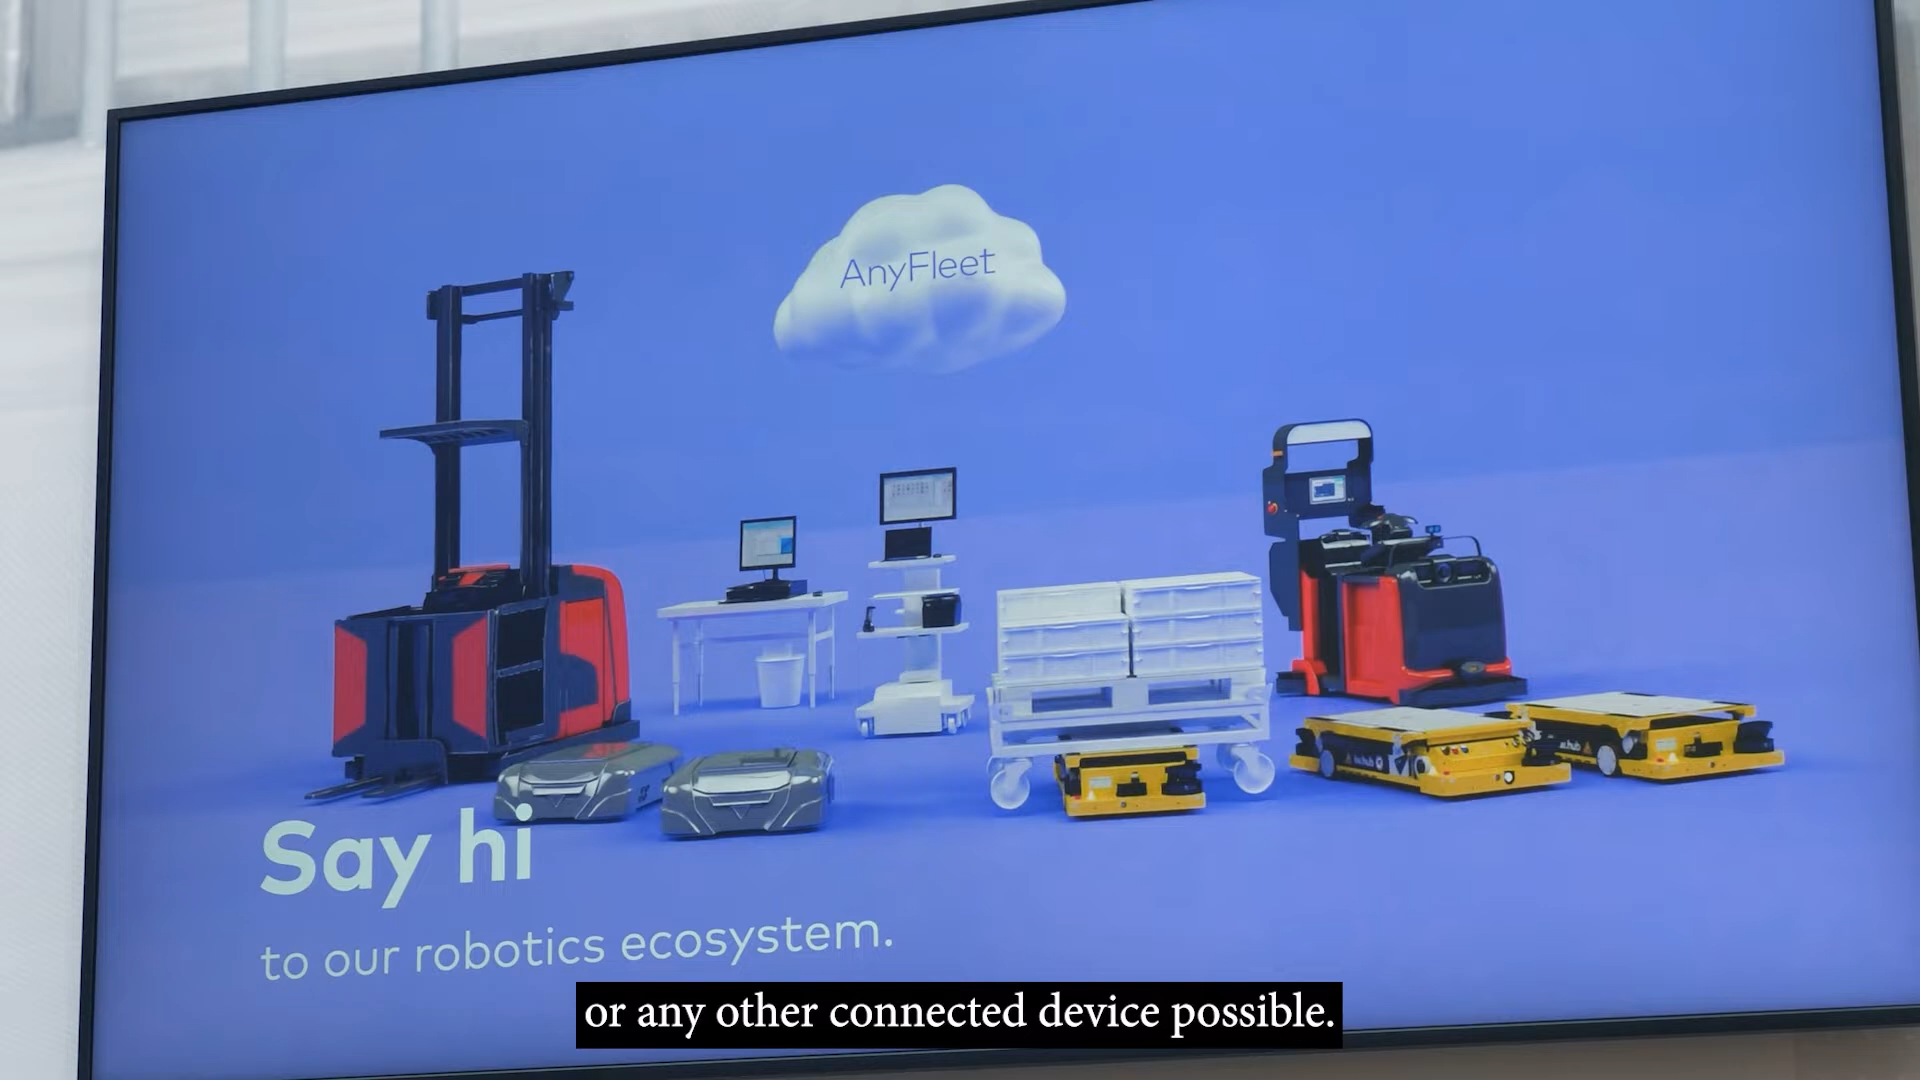 AnyFleet
Say hi
to our robotics ecosystem.
or any other connected device possible.